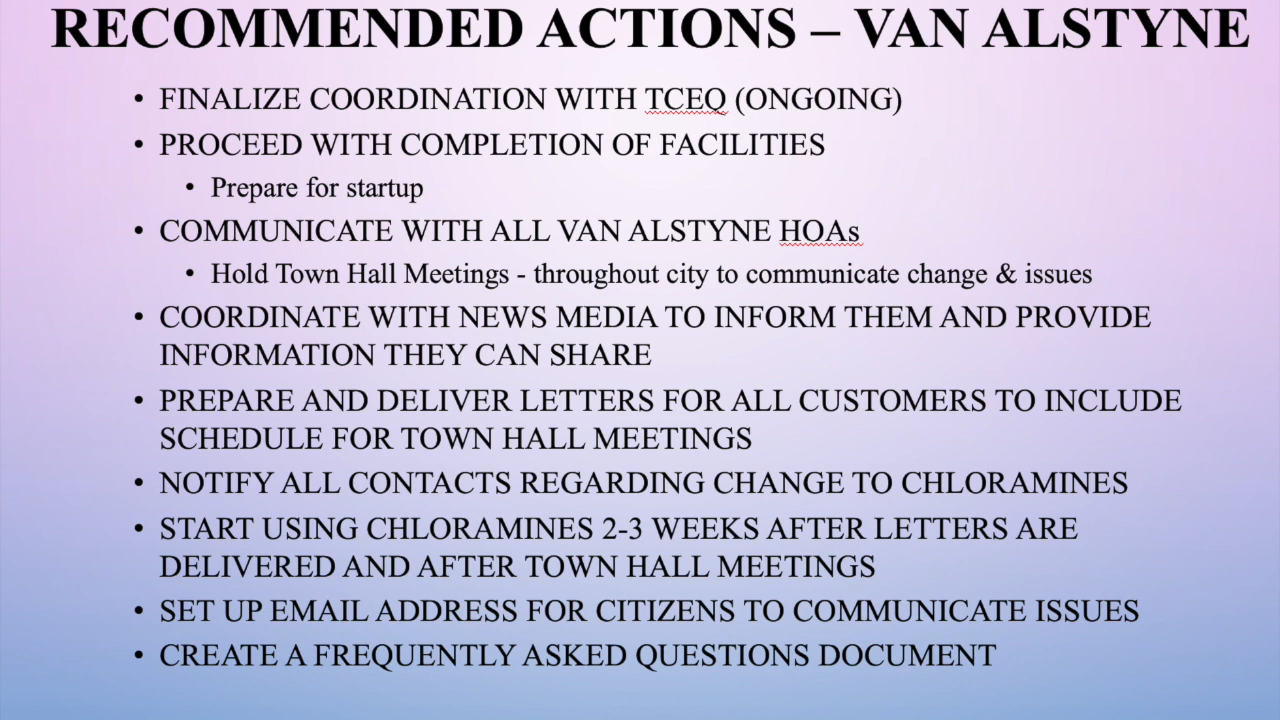 RECOMMENDED ACTIONS – VAN ALSTYNE
• FINALIZE COORDINATION WITH TCEQ (ONGOING)
• PROCEED WITH COMPLETION OF FACILITIES
• Prepare for startup
• COMMUNICATE WITH ALL VAN ALSTYNE HOAs
• Hold Town Hall Meetings - throughout city to communicate change & issues
• COORDINATE WITH NEWS MEDIA TO INFORM THEM AND PROVIDE
INFORMATION THEY CAN SHARE
• PREPARE AND DELIVER LETTERS FOR ALL CUSTOMERS TO INCLUDE
SCHEDULE FOR TOWN HALL MEETINGS
• NOTIFY ALL CONTACTS REGARDING CHANGE TO CHLORAMINES
• START USING CHLORAMINES 2-3 WEEKS AFTER LETTERS ARE
DELIVERED AND AFTER TOWN HALL MEETINGS
• SET UP EMAIL ADDRESS FOR CITIZENS TO COMMUNICATE ISSUES
• CREATE A FREQUENTLY ASKED QUESTIONS DOCUMENT